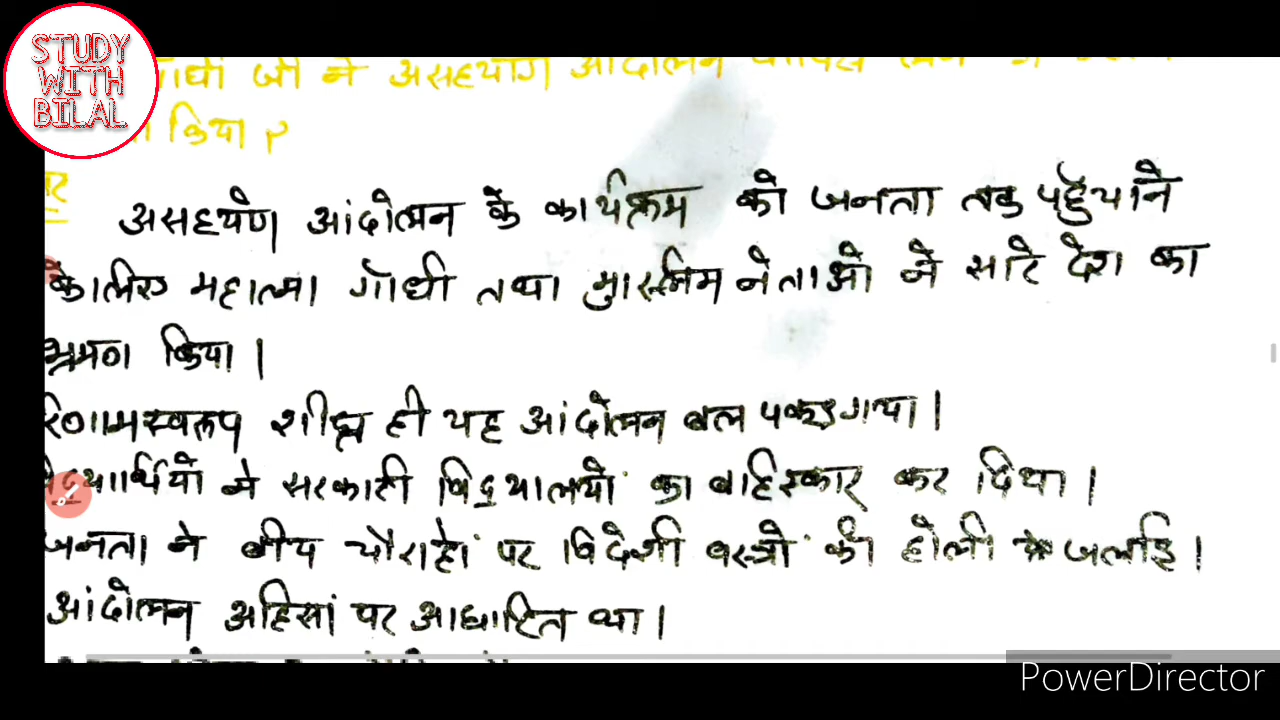 STUDY
WITH
BILAL
जी ने असहयोग आंदोलन
किया ?
असहयोग आंदोलन के कार्यक्रम को जनता तक पहुँचाने
के लिए महात्मा गाँधी तथा मुस्लिम नेताओ ने सारे देश का
भ्रमण किया |
रिणामस्वरूप शीघ्र ही यह आंदोलन बल पकड़ गया |
विद्यार्थियो ने सरकारी विद्यालयों का बहिस्कार कर दिया |
जनता ने बीच चौराहों पर विदेशी वस्त्रों की होली जलाई |
आंदोलन अहिसां पर आधारित था |
PowerDirector